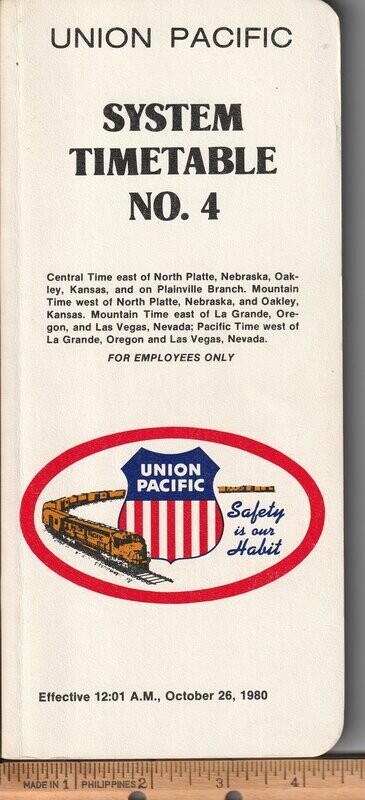 UNION PACIFIC
SYSTEM
TIMETABLE
NO. 4
Central Time east of North Platte, Nebraska, Oak-
ley, Kansas, and on Plainville Branch. Mountain
Time west of North Platte, Nebraska, and Oakley,
Kansas. Mountain Time east of La Grande, Ore-
gon, and Las Vegas, Nevada; Pacific Time west of
La Grande, Oregon and Las Vegas, Nevada.
FOR EMPLOYEES ONLY
UNION
PACIFIC
Safety
is our
Habit
UNION PACIFIC
Effective 12:01 A.M., October 26, 1980
MADE IN 1 PHILIPPINES 2 3 4